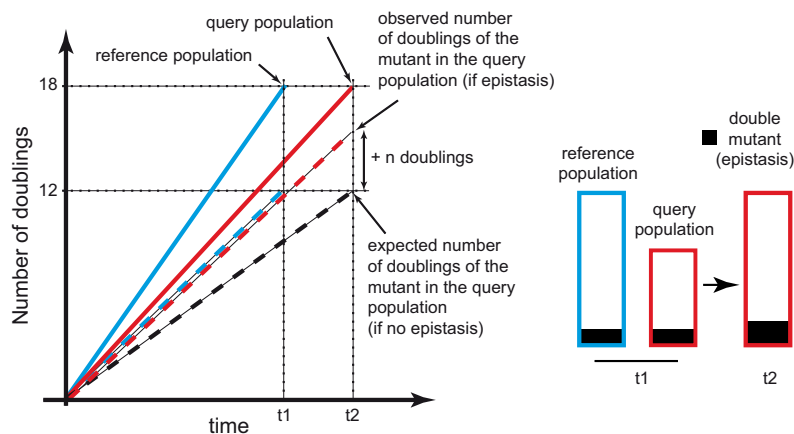 query population
reference population
observed number
of doublings of the
mutant in the query
population (if epistasis)
18
12
Number of doublings
+ n doublings
expected number
of doublings of the
mutant in the query
population
(if no epistasis)
time
t1
t2
double
mutant
(epistasis)
reference
population
query
population
t1
t2